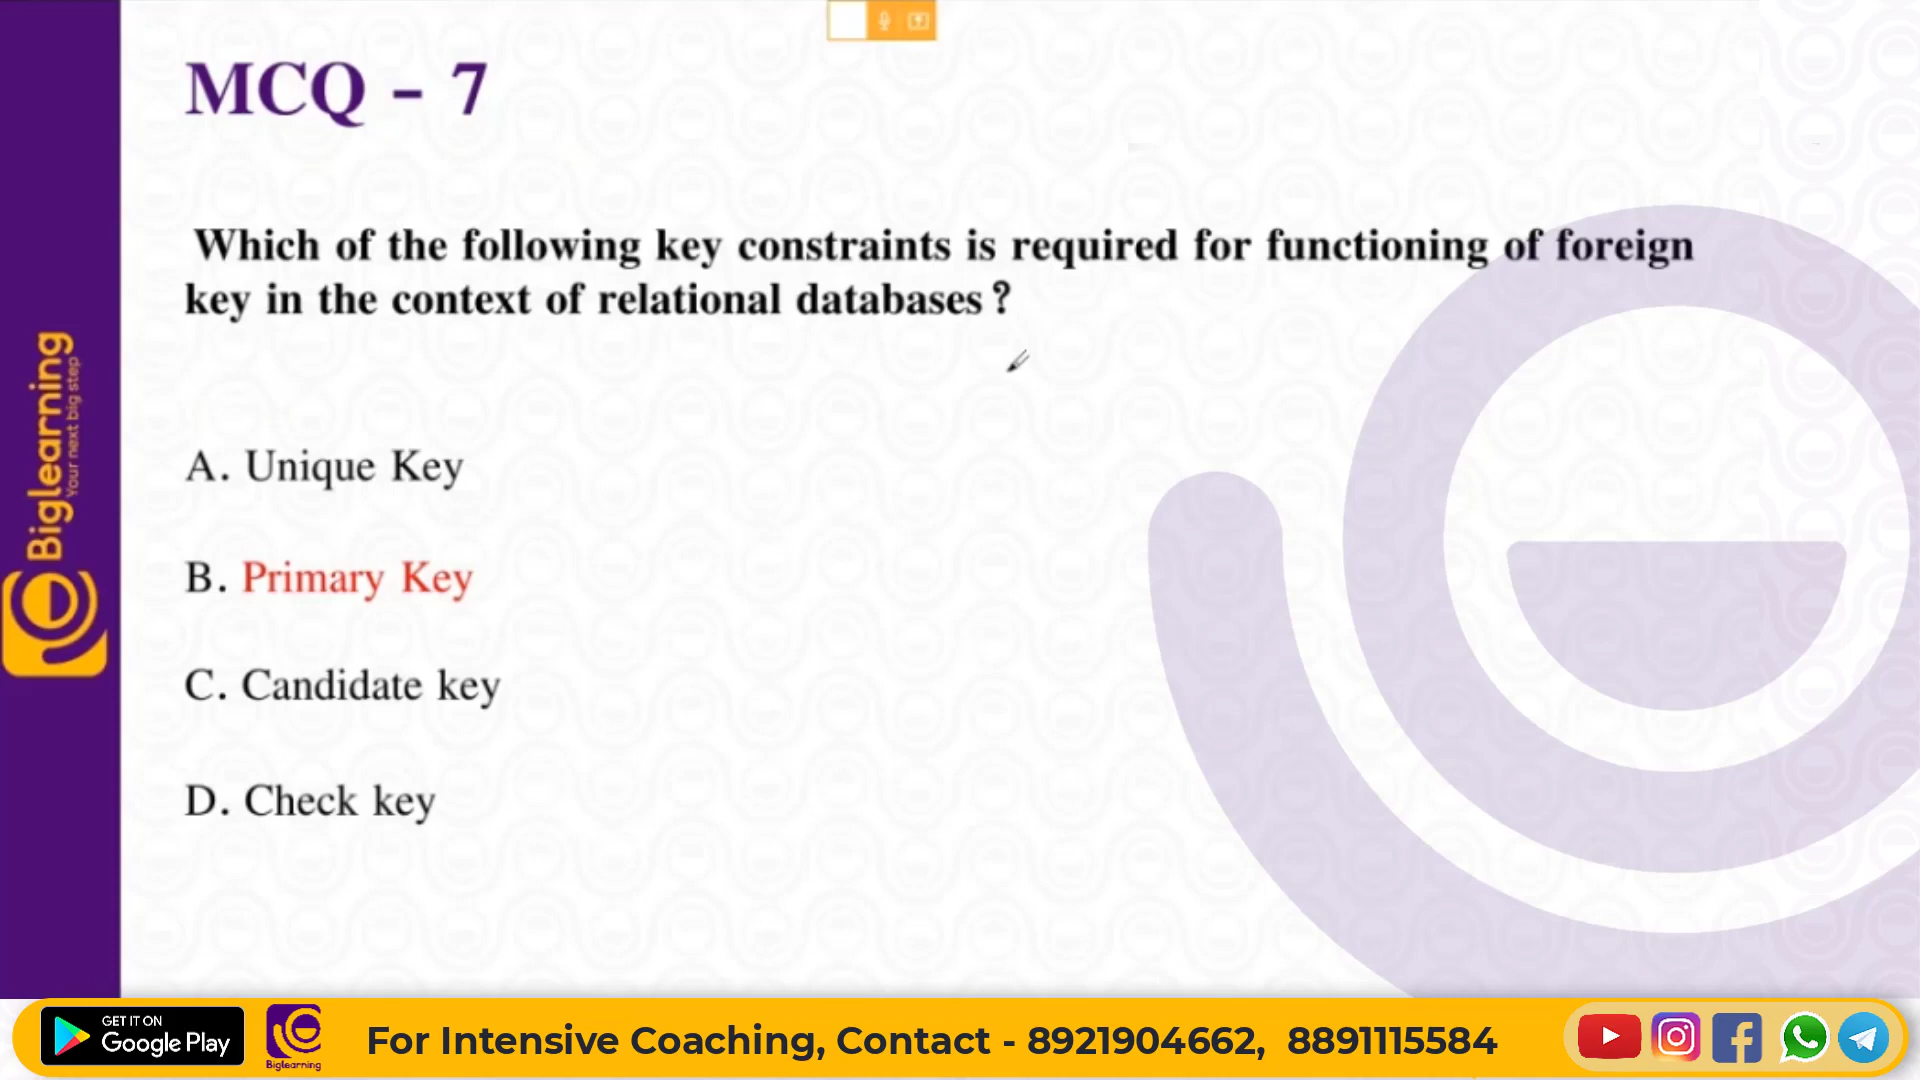 MCQ – 7
Which of the following key constraints is required for functioning of foreign
key in the context of relational databases ?
A. Unique Key
B. Primary Key
C. Candidate key
D. Check key
Biglearning
Your next big step
GET IT ON
Google Play
Biglearning
For Intensive Coaching, Contact - 8921904662, 8891115584